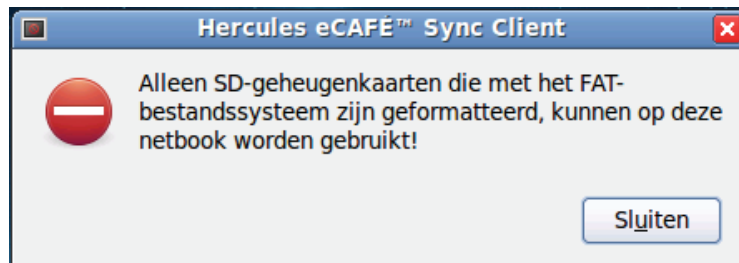 Hercules eCAFÉ™ Sync Client
Alleen SD-geheugenkaarten die met het FAT-
bestandssysteem zijn geformatteerd, kunnen op deze
netbook worden gebruikt!
Sluiten